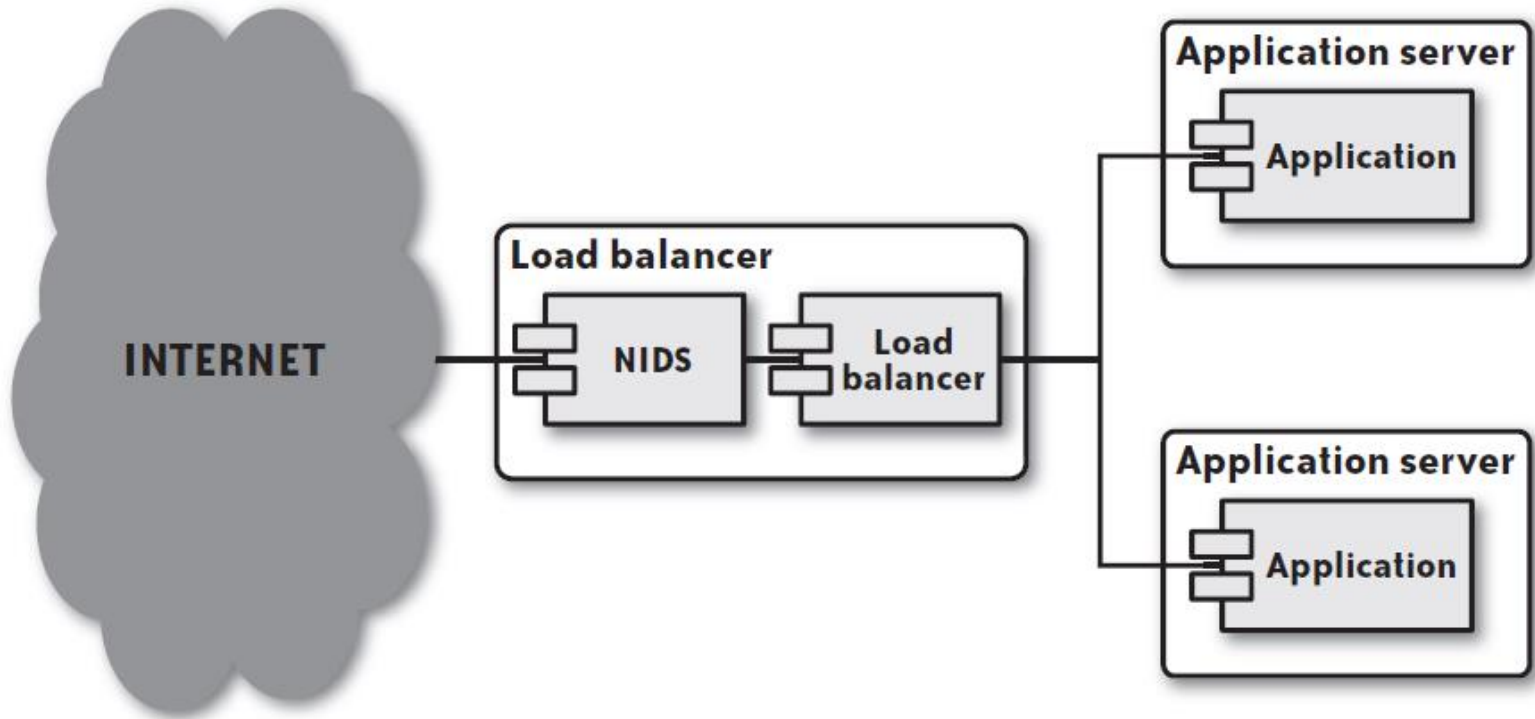 INTERNET
Load balancer
NIDS
Load
balancer
Application server
Application
Application server
Application